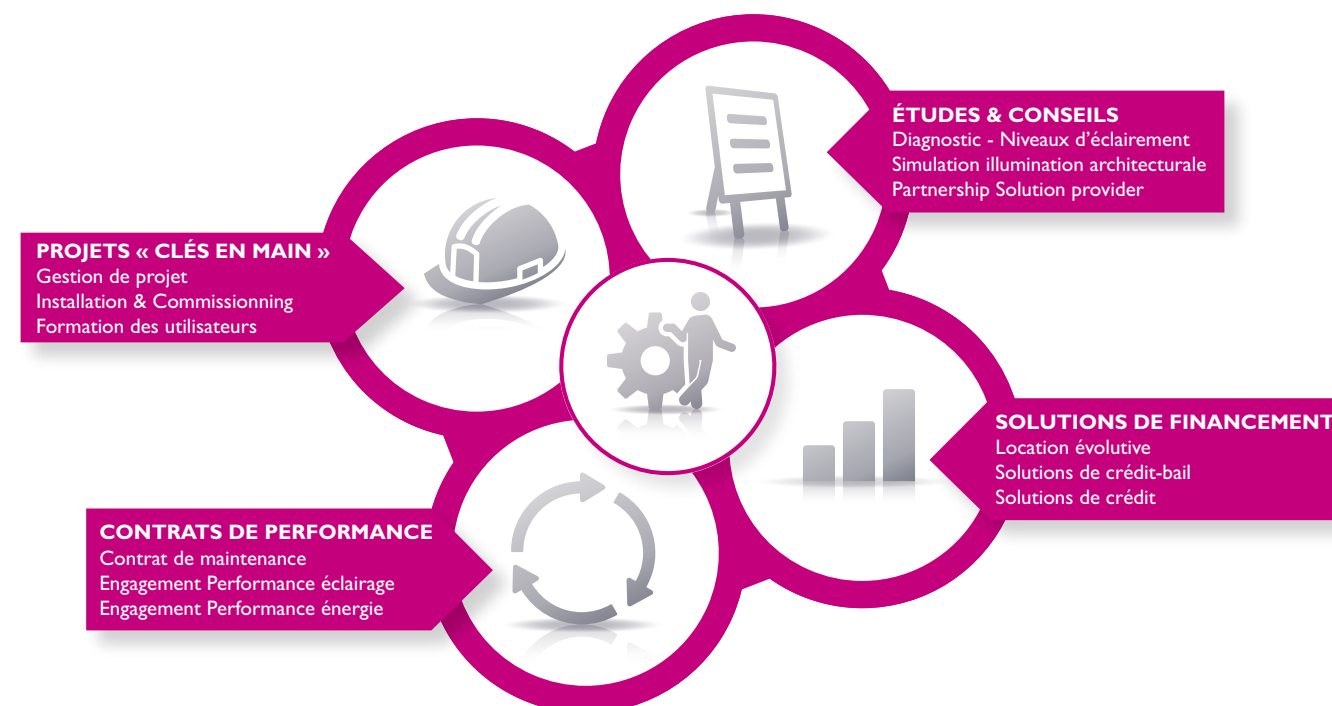 ÉTUDES & CONSEILS
Diagnostic - Niveaux d’éclairement
Simulation illumination architecturale
Partnership Solution provider
PROJETS « CLÉS EN MAIN »
Gestion de projet
Installation & Commissionning
Formation des utilisateurs
SOLUTIONS DE FINANCEMENT
Location évolutive
Solutions de crédit-bail
Solutions de crédit
CONTRATS DE PERFORMANCE
Contrat de maintenance
Engagement Performance éclairage
Engagement Performance énergie